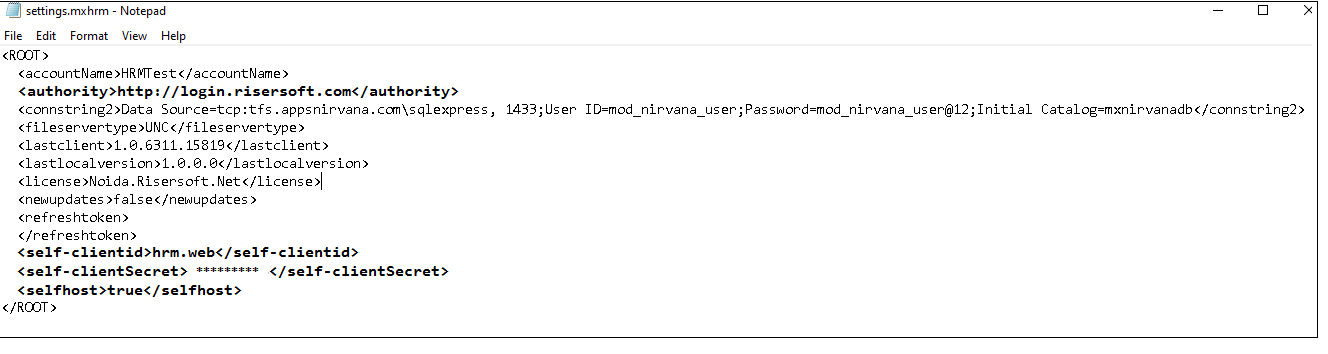 settings.mxhrm - Notepad
File Edit Format View Help
<ROOT>
<accountName>HRMTest</accountName>
<authority>http://login.risersoft.com</authority>
<connstring2>Data Source=tcp:tfs.appsnirvana.com\sqlexpress, 1433;User ID=mod_nirvana_user;Password=mod_nirvana_user@12;Initial Catalog=mxnirvanadb</connstring2>
<fileservertype>UNC</fileservertype>
<lastclient>1.0.6311.15819</lastclient>
<lastlocalversion>1.0.0.0</lastlocalversion>
<license>Noida.Risersoft.Net</license>
<newupdates>false</newupdates>
<refreshtoken>
</refreshtoken>
<self-clientid>hrm.web</self-clientid>
<self-clientSecret> ********* </self-clientSecret>
<selfhost>true</selfhost>
</ROOT>